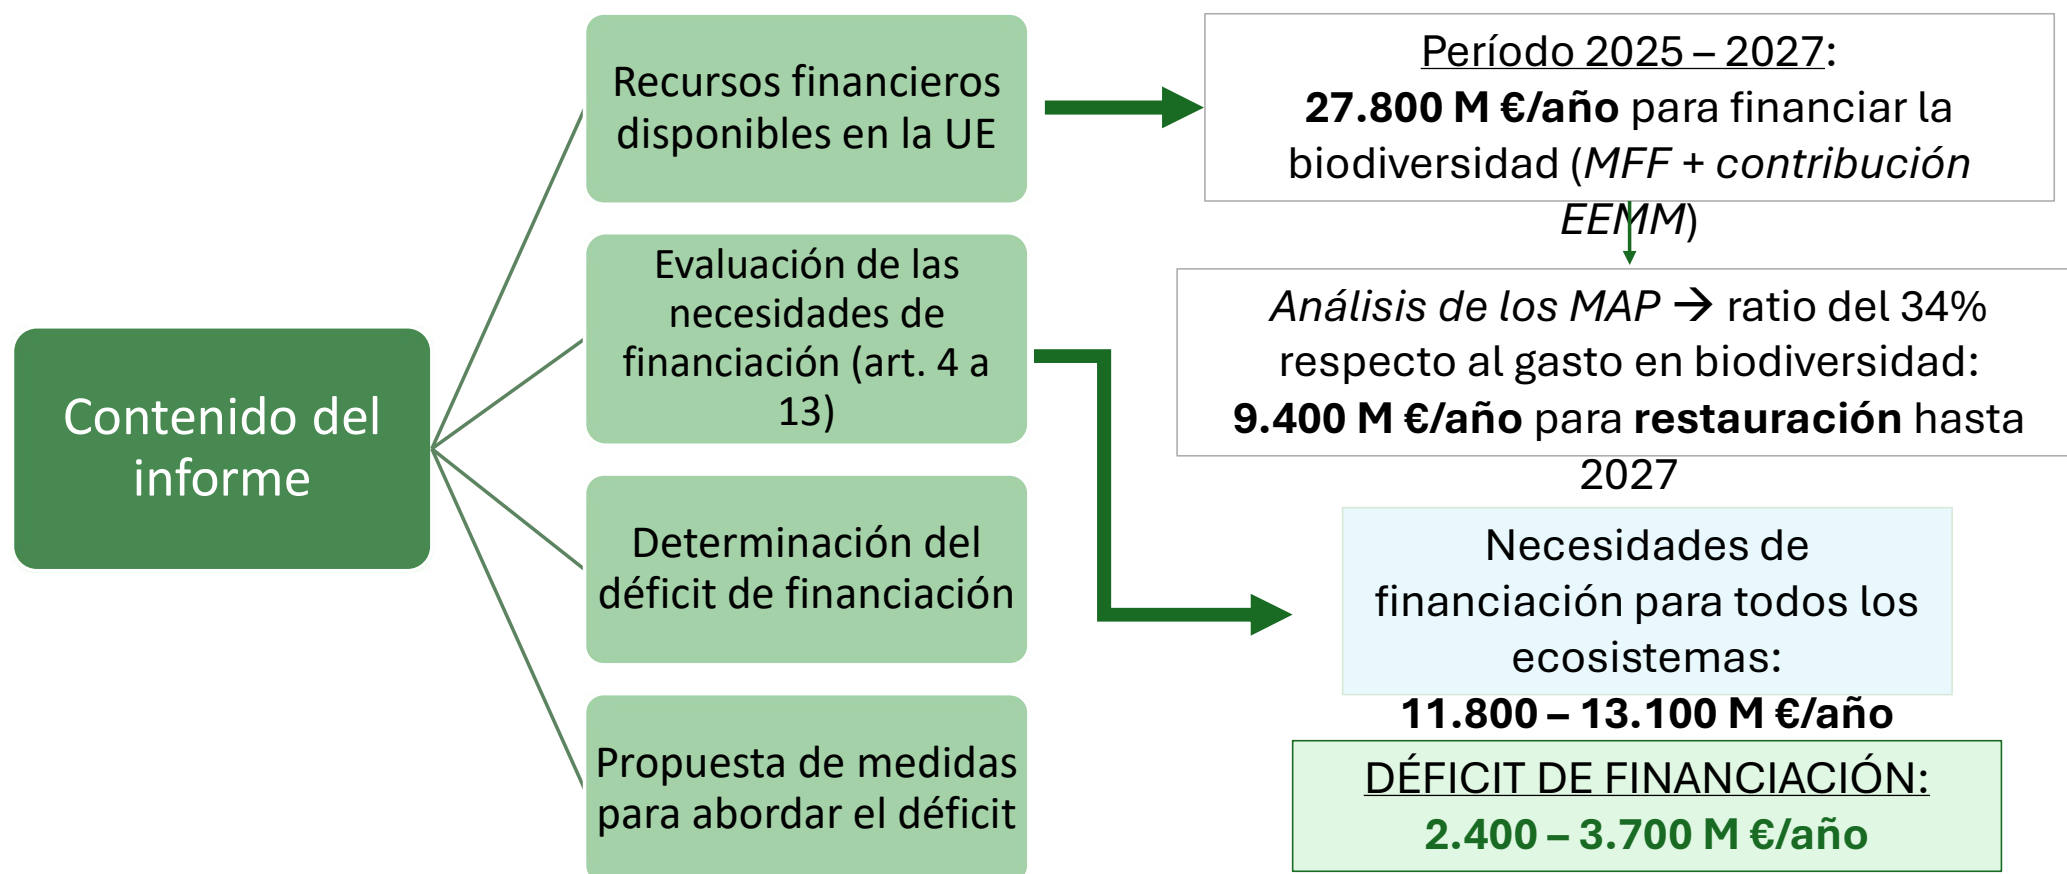 Contenido del
informe
Recursos financieros
disponibles en la UE
Evaluación de las
necesidades de
financiación (art. 4 a
13)
Determinación del
déficit de financiación
Propuesta de medidas
para abordar el déficit
Período 2025 – 2027:
27.800 M €/año para financiar la
biodiversidad (MFF + contribución
EEMM)
Análisis de los MAP → ratio del 34%
respecto al gasto en biodiversidad:
9.400 M €/año para restauración hasta
2027
Necesidades de
financiación para todos los
ecosistemas:
11.800 – 13.100 M €/año
DÉFICIT DE FINANCIACIÓN:
2.400 – 3.700 M €/año